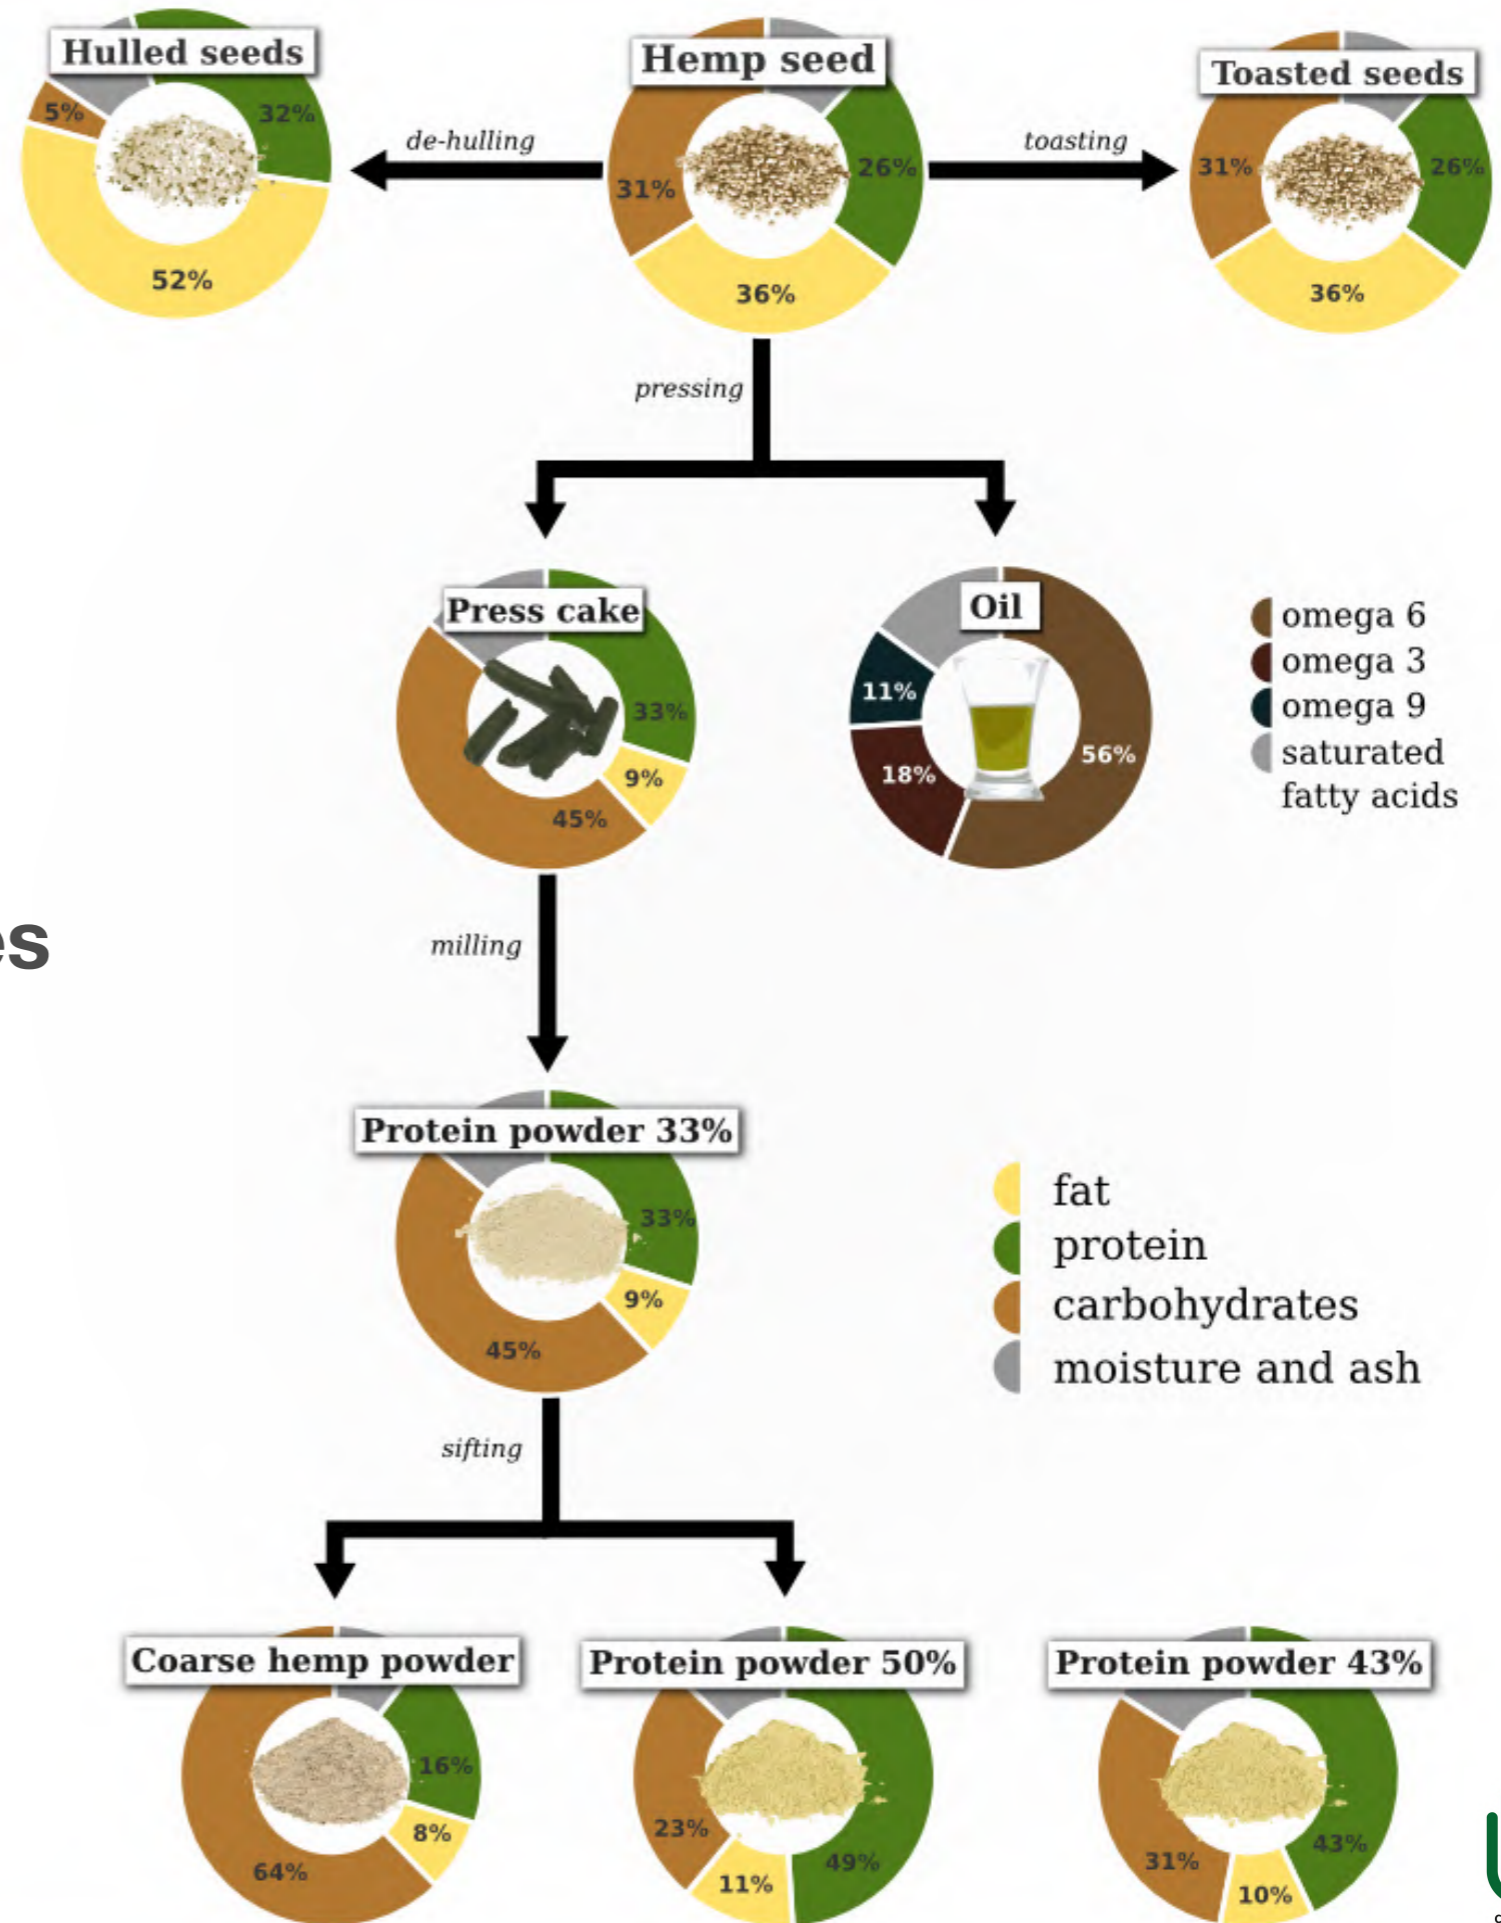 Hulled seeds
5%
32%
52%
de-hulling
Hemp seed
31%
26%
36%
toasting
Toasted seeds
31%
26%
36%
pressing
Press cake
33%
9%
45%
Oil
11%
18%
56%
omega 6
omega 3
omega 9
saturated
fatty acids
es
milling
Protein powder 33%
33%
9%
45%
fat
protein
carbohydrates
moisture and ash
sifting
Coarse hemp powder
16%
8%
64%
Protein powder 50%
23%
11%
49%
Protein powder 43%
31%
10%
43%